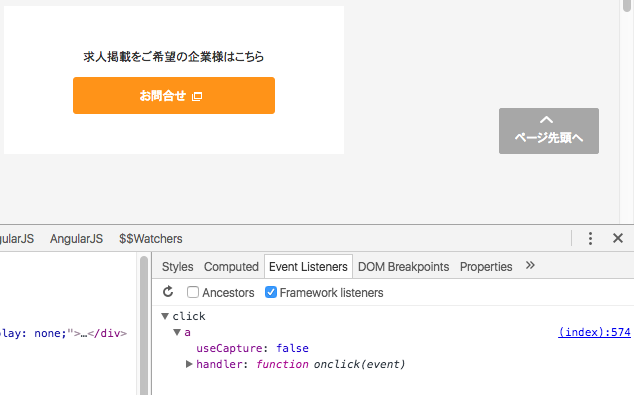 求人掲載をご希望の企業様はこちら
お問合せ
ページ先頭へ
gularJS AngularJS $$Watchers
Styles Computed Event Listeners DOM Breakpoints Properties »
Ancestors Framework listeners
click
lay: none;">…</div>
a (index):574
useCapture: false
handler: function onclick(event)